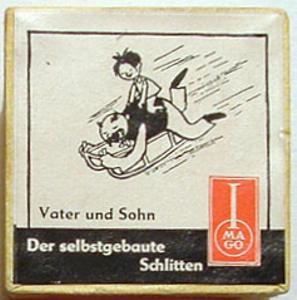 Vater und Sohn
Der selbstgebaute
Schlitten
I
MA
GO